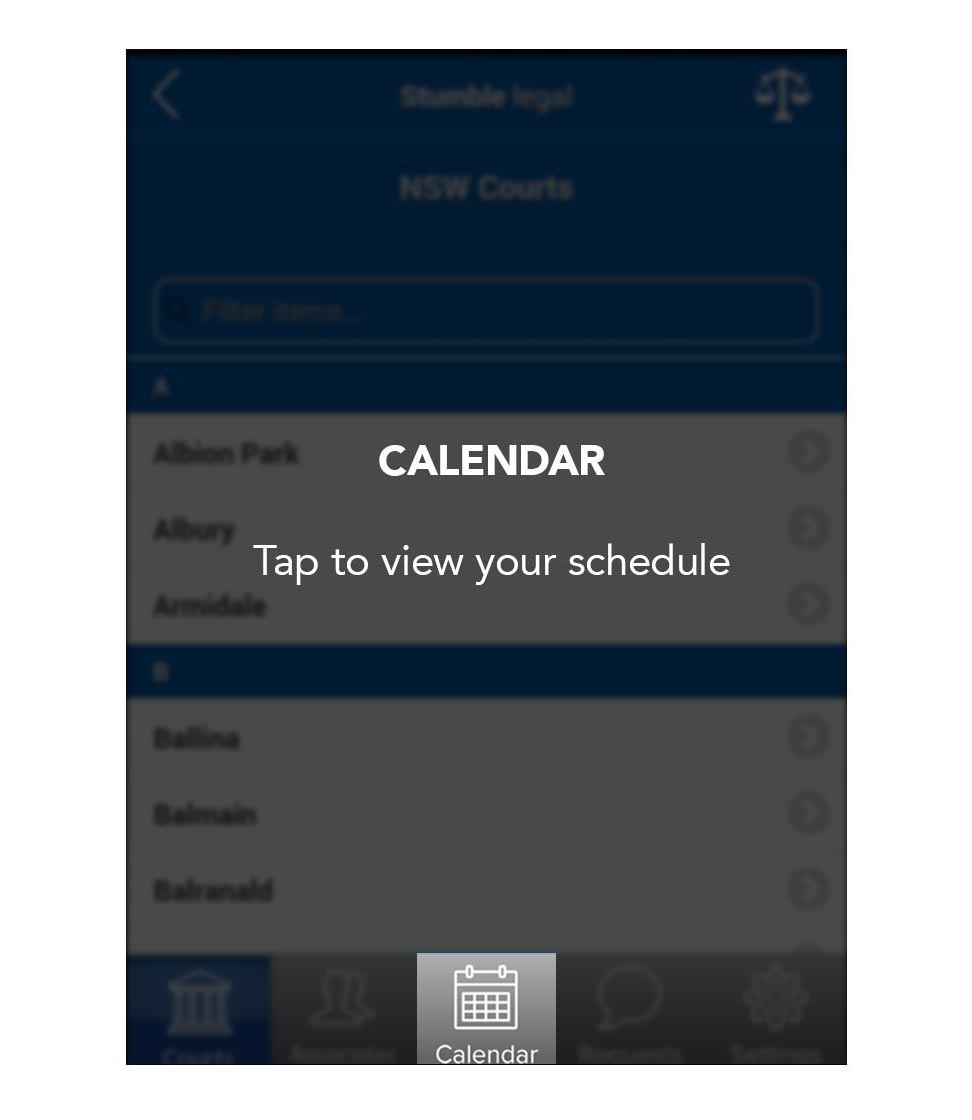 Stumble legal
NSW Courts
Filter items...
A
Albion Park
CALENDAR
Albury
Tap to view your schedule
Armidale
B
Ballina
Balmain
Balranald
Courts Associates Calendar Requests Settings